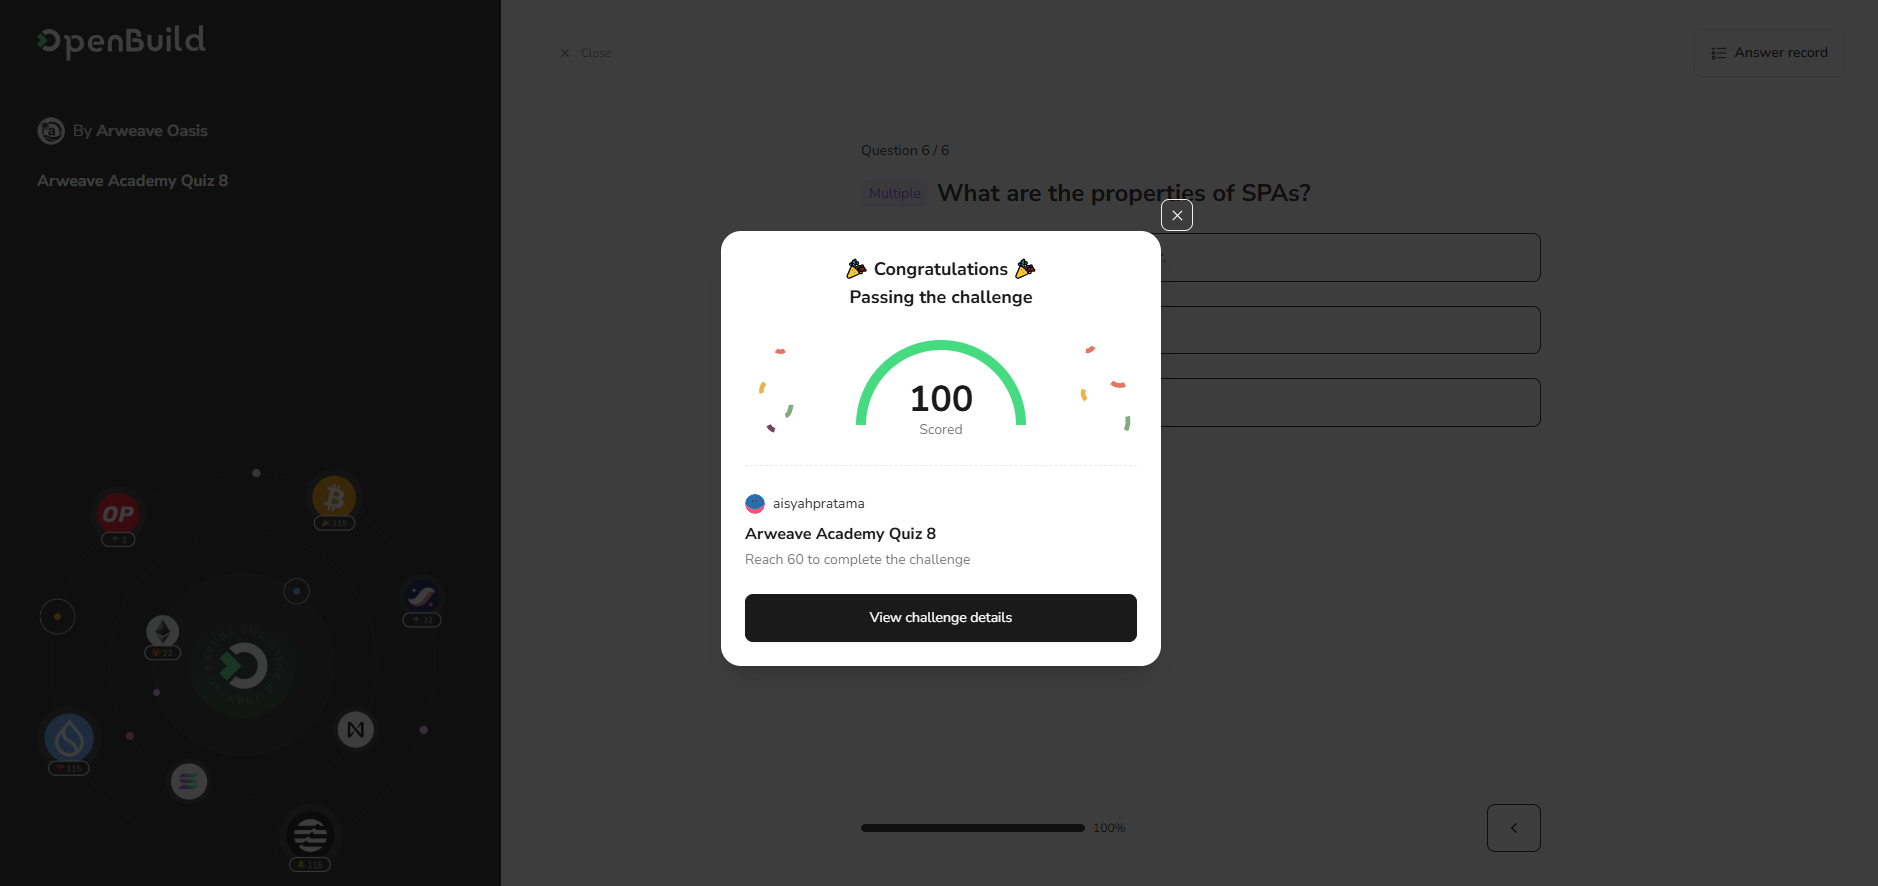 OpenBuild
Close
Answer record
By Arweave Oasis
Arweave Academy Quiz 8
Question 6 / 6
Multiple What are the properties of SPAs?
Congratulations
Passing the challenge
100
Scored
aisyahpratama
Arweave Academy Quiz 8
Reach 60 to complete the challenge
View challenge details
OP
2
115
32
22
115
115
100%